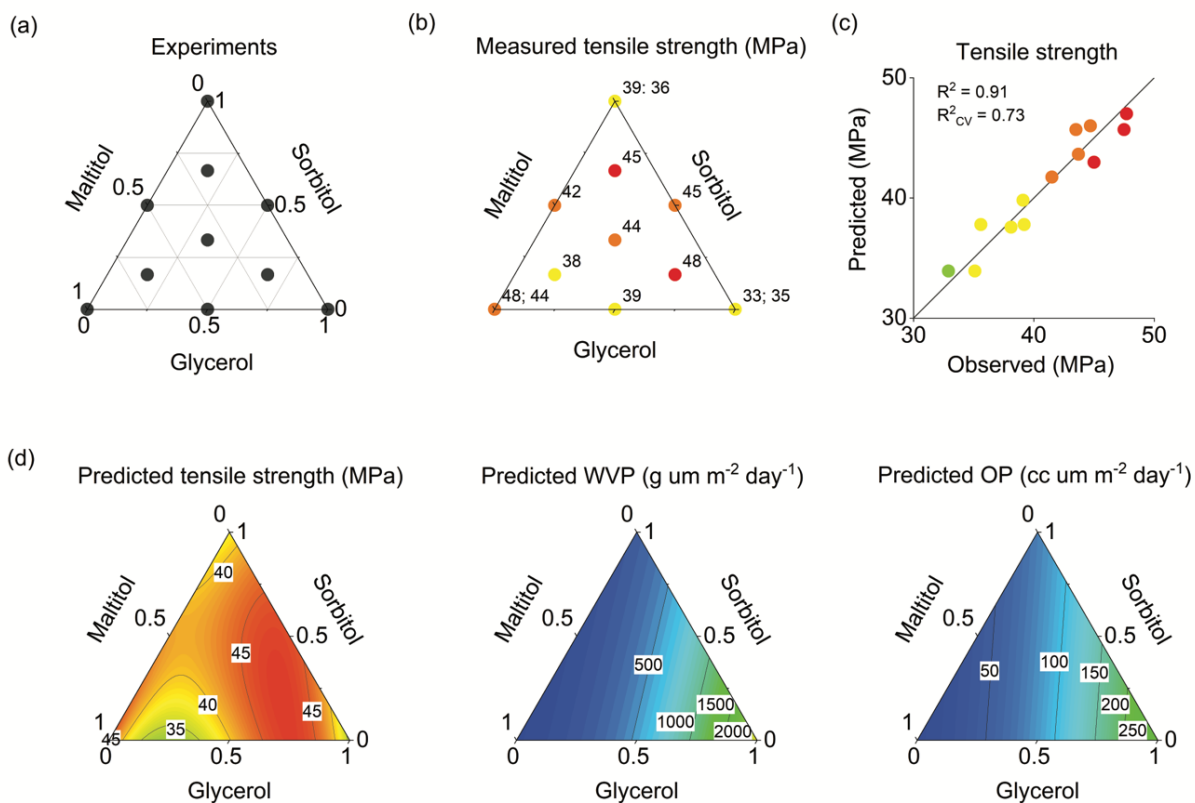 (a)
Experiments
0
1
Maltitol
Sorbitol
0.5
0.5
1
0
0
0.5
1
Glycerol
(b)
Measured tensile strength (MPa)
39: 36
Maltitol
Sorbitol
45
42
45
44
38
48
48; 44
39
33; 35
Glycerol
(c)
Tensile strength
50
R² = 0.91
R²CV = 0.73
Predicted (MPa)
40
30
30
40
50
Observed (MPa)
(d)
Predicted tensile strength (MPa)
0
1
40
Maltitol
Sorbitol
0.5
0.5
45
40
45
35
1
45
0
0
0.5
1
Glycerol
Predicted WVP (g um m⁻² day⁻¹)
0
1
Maltitol
Sorbitol
0.5
0.5
500
1500
1000
2000
1
0
0
0.5
1
Glycerol
Predicted OP (cc um m⁻² day⁻¹)
0
1
Maltitol
Sorbitol
0.5
0.5
50
100
150
200
250
1
0
0
0.5
1
Glycerol